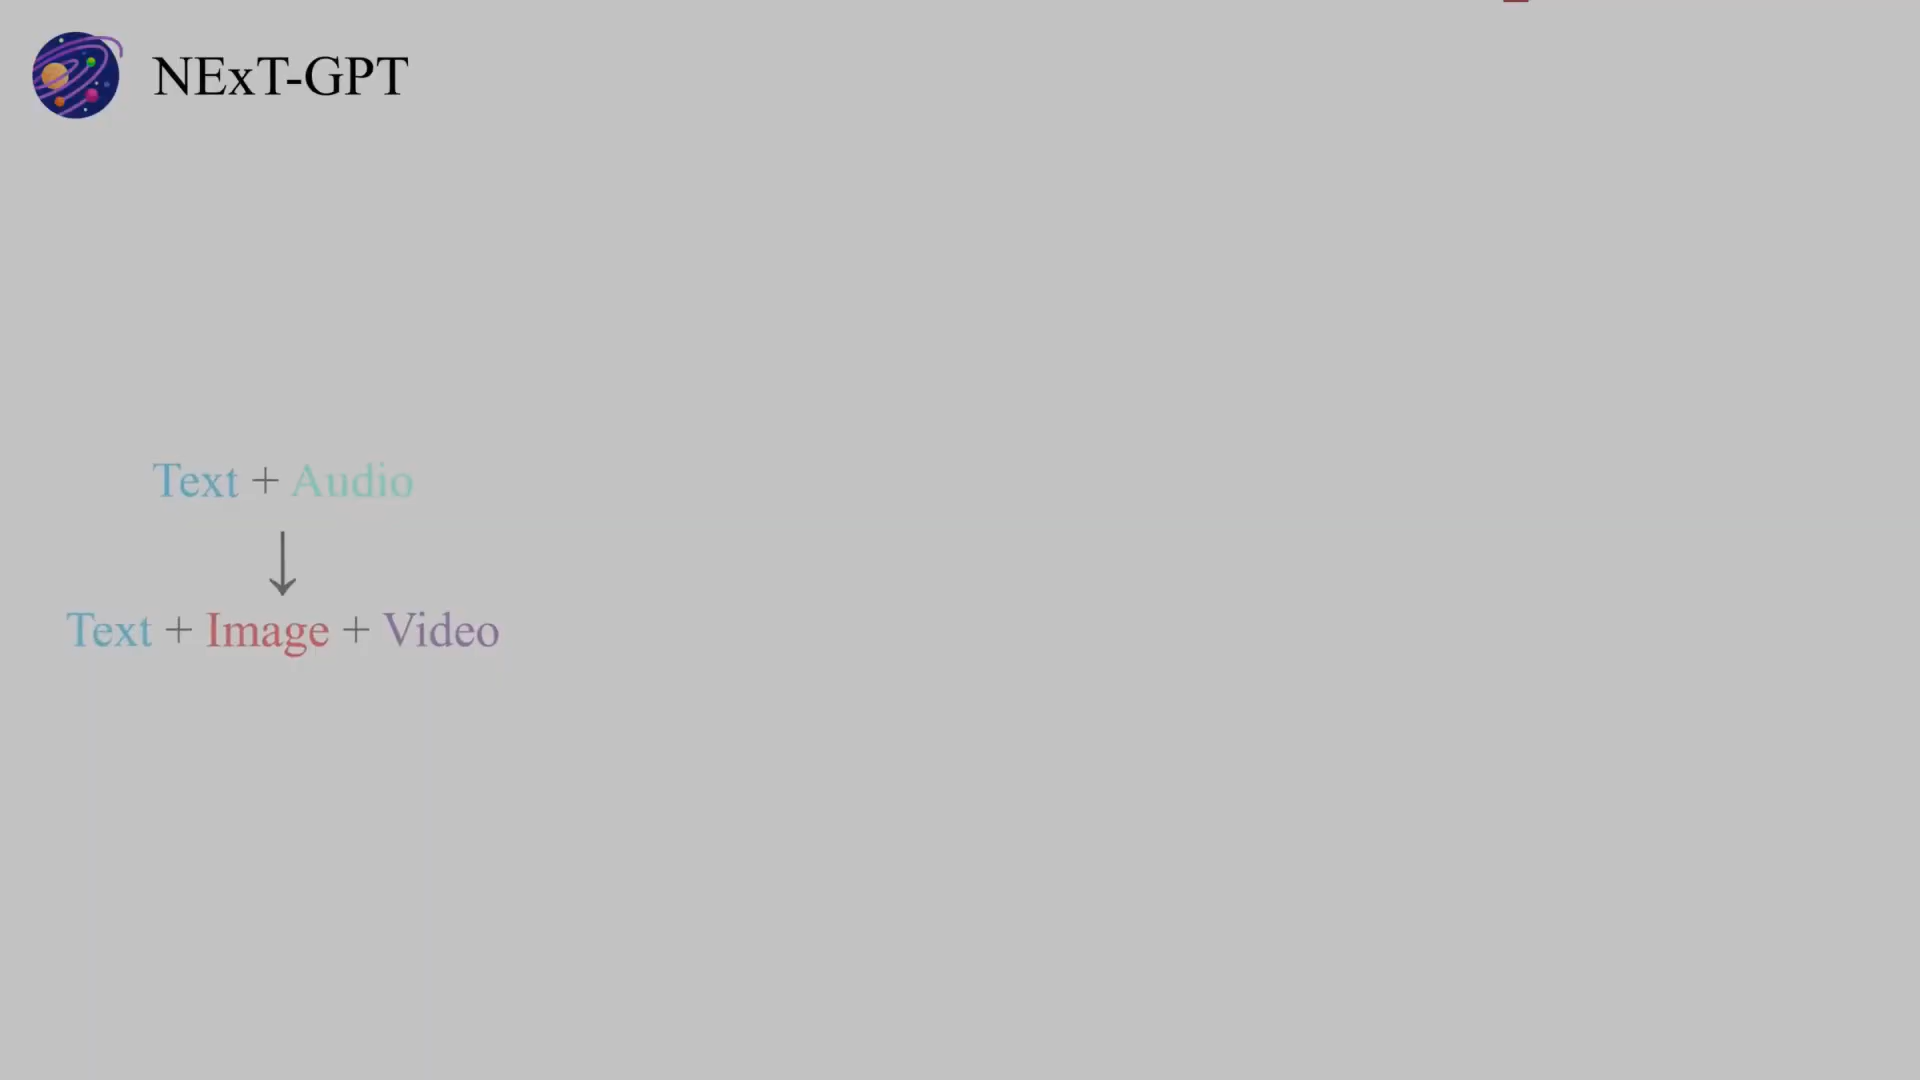 NExT-GPT
Text + Audio
↓
Text + Image + Video